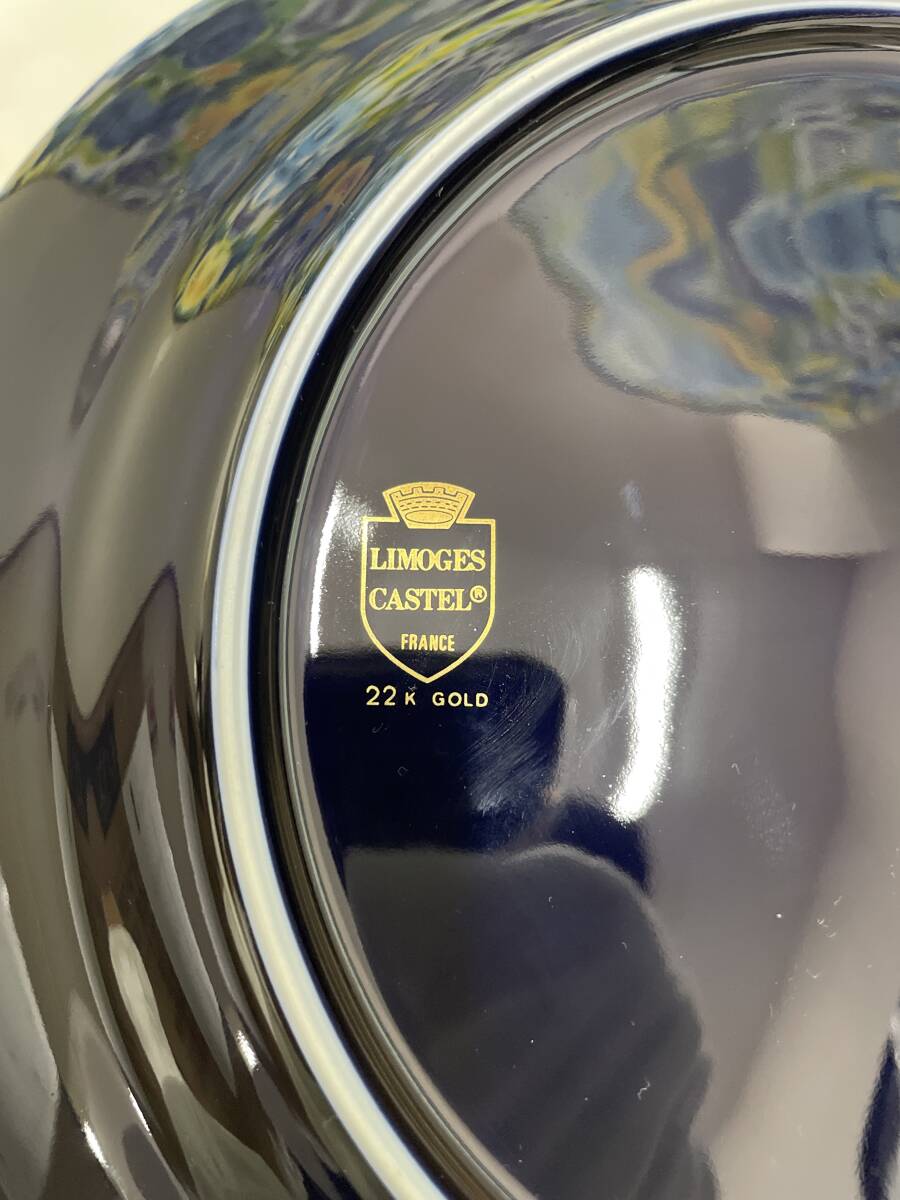 LIMOGES
CASTEL®
FRANCE
22 K GOLD